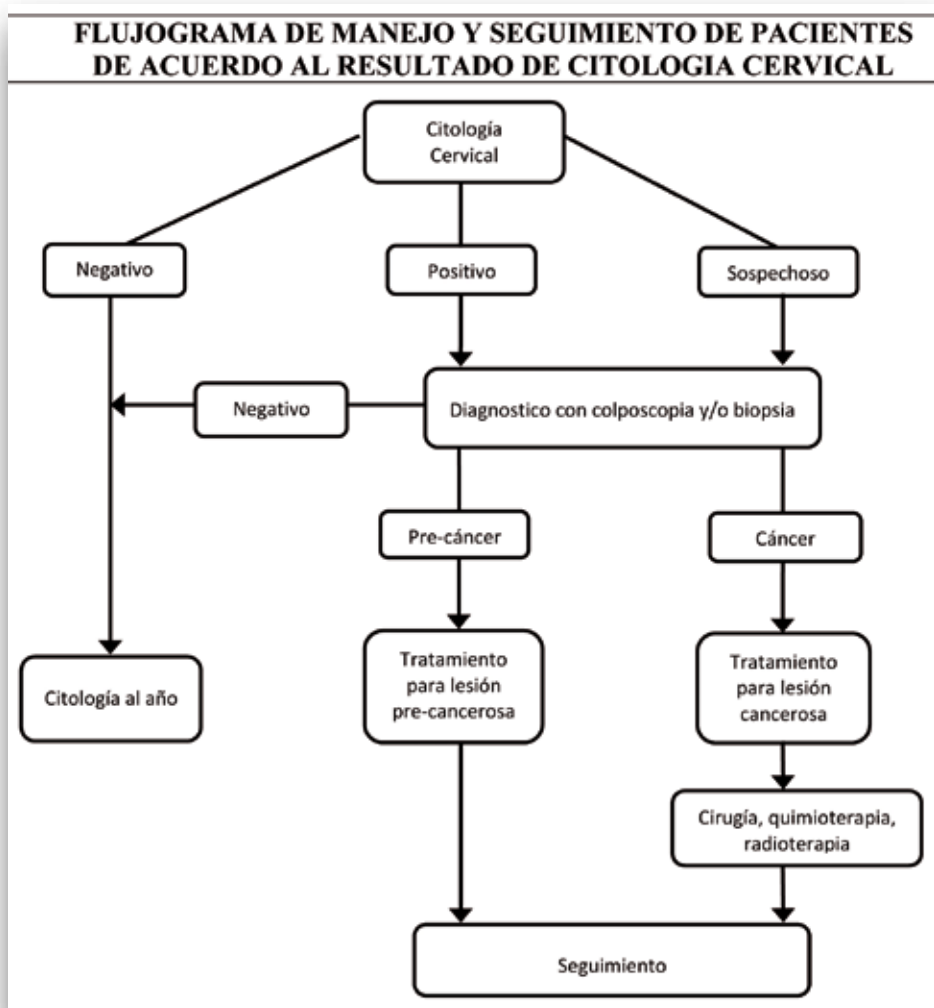 FLUJOGRAMA DE MANEJO Y SEGUIMIENTO DE PACIENTES
DE ACUERDO AL RESULTADO DE CITOLOGIA CERVICAL
Citología
Cervical
Negativo
Positivo
Sospechoso
Negativo
Diagnostico con colposcopia y/o biopsia
Pre-cáncer
Cáncer
Citología al año
Tratamiento
para lesión
pre-cancerosa
Tratamiento
para lesión
cancerosa
Cirugía, quimioterapia,
radioterapia
Seguimiento